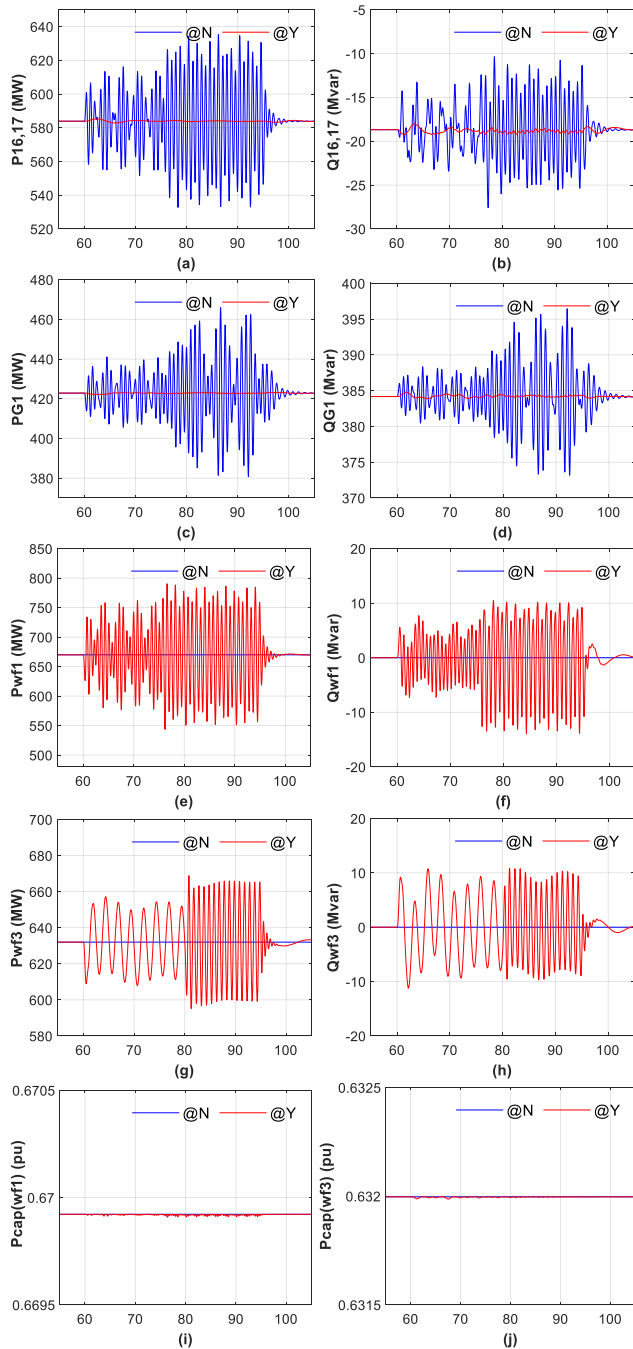 640
620
600
580
560
540
520
P16,17 (MW)
@N @Y
60 70 80 90 100
(a)
-5
-10
-15
-20
-25
-30
Q16,17 (Mvar)
@N @Y
60 70 80 90 100
(b)
480
460
440
420
400
380
PG1 (MW)
@N @Y
60 70 80 90 100
(c)
400
395
390
385
380
375
370
QG1 (Mvar)
@N @Y
60 70 80 90 100
(d)
850
800
750
700
650
600
550
500
Pwf1 (MW)
@N @Y
60 70 80 90 100
(e)
20
10
0
-10
-20
Qwf1 (Mvar)
@N @Y
60 70 80 90 100
(f)
700
680
660
640
620
600
580
Pwf3 (MW)
@N @Y
60 70 80 90 100
(g)
20
10
0
-10
-20
Qwf3 (Mvar)
@N @Y
60 70 80 90 100
(h)
0.6705
0.67
0.6695
Pcap(wf1) (pu)
@N @Y
60 70 80 90 100
(i)
0.6325
0.632
0.6315
Pcap(wf3) (pu)
@N @Y
60 70 80 90 100
(j)